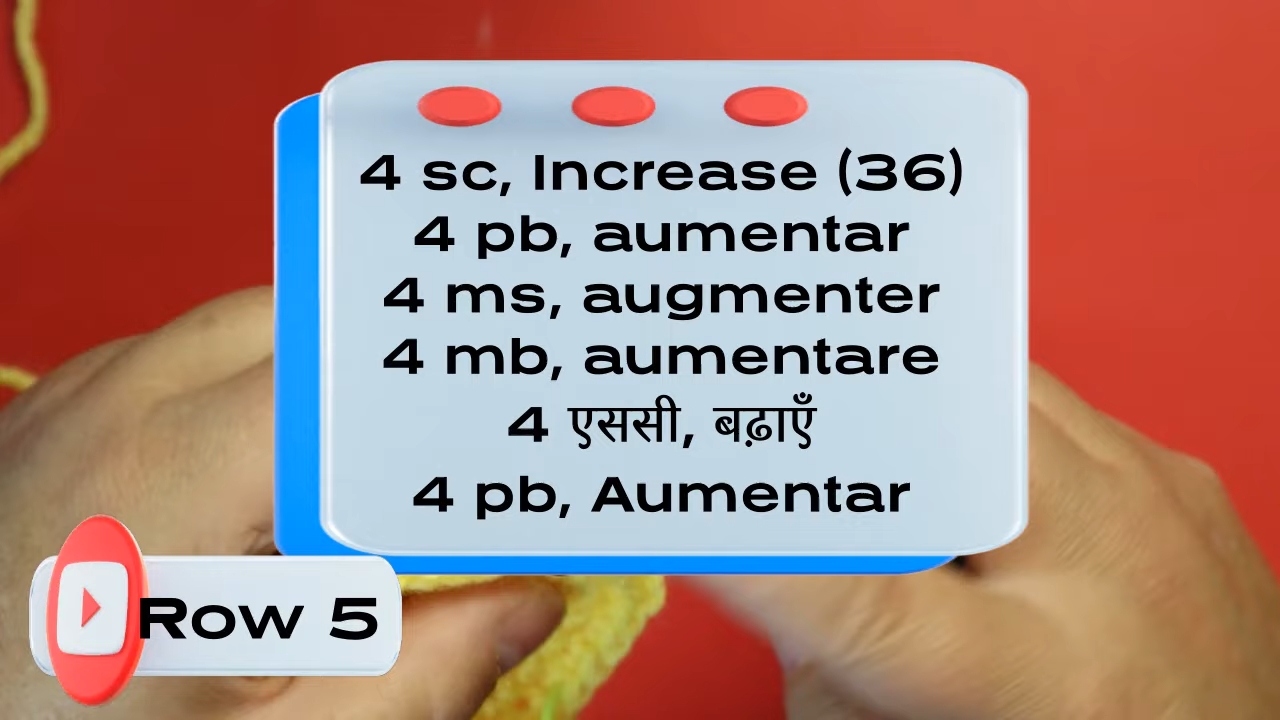 4 sc, Increase (36)
4 pb, aumentar
4 ms, augmenter
4 mb, aumentare
4 एससी, बढ़ाएँ
4 pb, Aumentar
Row 5